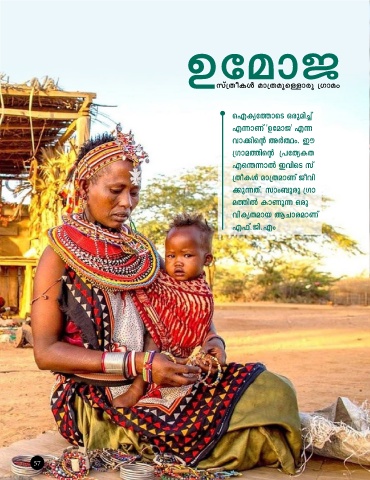 ഉമോജ
സ്ത്രീകൾ മാത്രമുള്ളൊരു ഗ്രാമം
ഐക്യത്തോടെ ഒരുമിച്ച്
എന്നാണ് 'ഉമോജ' എന്ന
വാക്കിന്റെ അർത്ഥം. ഈ
ഗ്രാമത്തിന്റെ പ്രത്യേകത
എന്തെന്നാൽ ഇവിടെ സ്
ത്രീകൾ മാത്രമാണ് ജീവി
ക്കുന്നത്. സാംബുരു ഗ്രാ
മത്തിൽ കാണുന്ന ഒരു
വികൃതമായ ആചാരമാണ്
എഫ്.ജി.എം
57